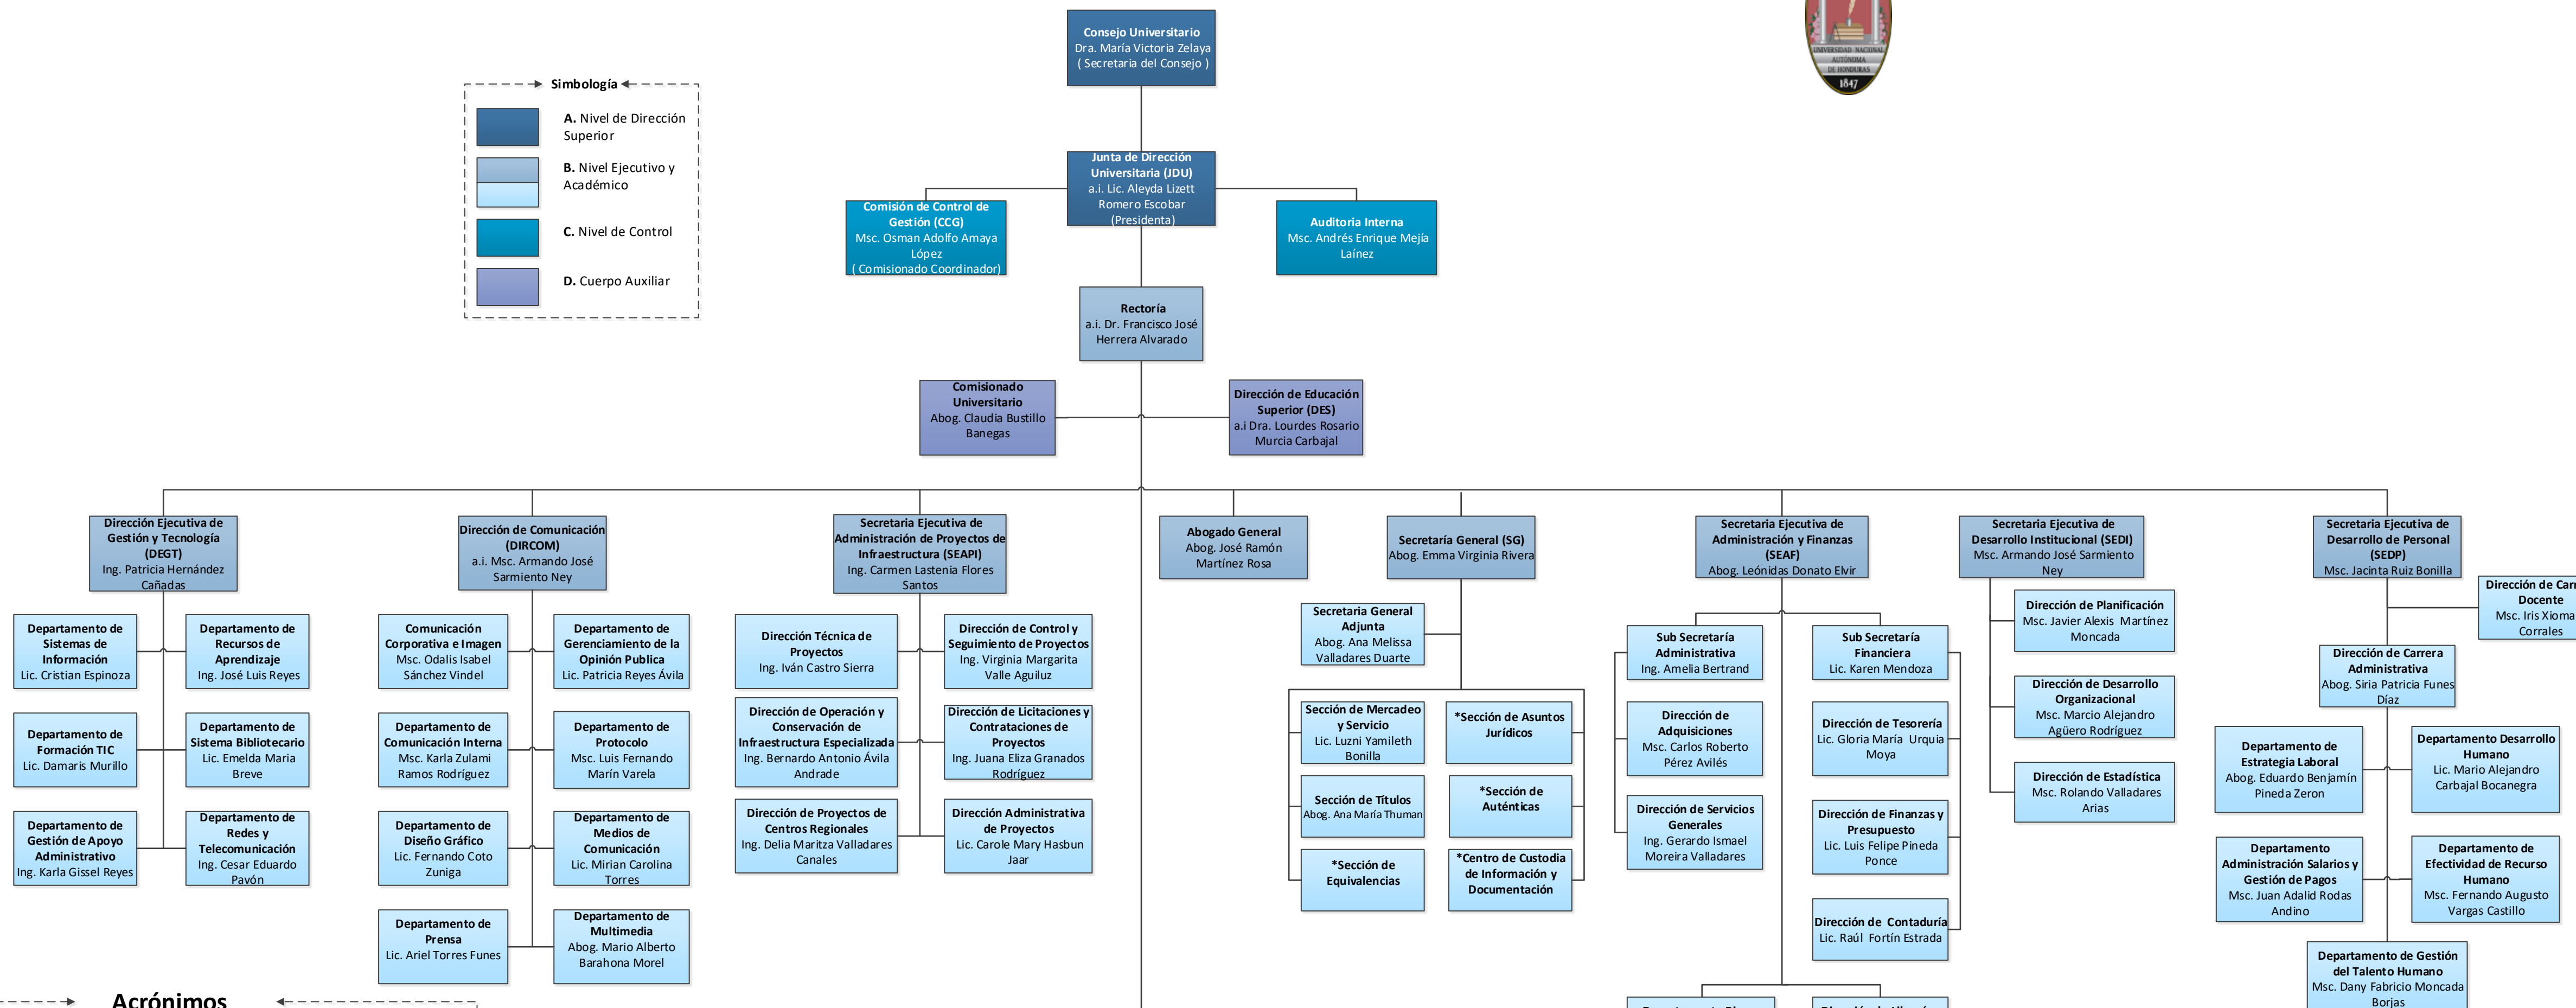 UNIVERSIDAD NACIONAL
AUTÓNOMA
DE HONDURAS
1847
Consejo Universitario
Dra. María Victoria Zelaya
( Secretaria del Consejo )
Simbología
A. Nivel de Dirección
Superior
B. Nivel Ejecutivo y
Académico
C. Nivel de Control
D. Cuerpo Auxiliar
Junta de Dirección
Universitaria (JDU)
a.i. Lic. Aleyda Lizett
Romero Escobar
(Presidenta)
Comisión de Control de
Gestión (CCG)
Msc. Osman Adolfo Amaya
López
( Comisionado Coordinador)
Auditoria Interna
Msc. Andrés Enrique Mejía
Laínez
Rectoría
a.i. Dr. Francisco José
Herrera Alvarado
Comisionado
Universitario
Abog. Claudia Bustillo
Banegas
Dirección de Educación
Superior (DES)
a.i Dra. Lourdes Rosario
Murcia Carbajal
Dirección Ejecutiva de
Gestión y Tecnología
(DEGT)
Ing. Patricia Hernández
Cañadas
Departamento de
Sistemas de
Información
Lic. Cristian Espinoza
Departamento de
Recursos de
Aprendizaje
Ing. José Luis Reyes
Departamento de
Formación TIC
Lic. Damaris Murillo
Departamento de
Sistema Bibliotecario
Lic. Emelda Maria
Breve
Departamento de
Gestión de Apoyo
Administrativo
Ing. Karla Gissel Reyes
Departamento de
Redes y
Telecomunicación
Ing. Cesar Eduardo
Pavón
Dirección de Comunicación
(DIRCOM)
a.i. Msc. Armando José
Sarmiento Ney
Comunicación
Corporativa e Imagen
Msc. Odalis Isabel
Sánchez Vindel
Departamento de
Gerenciamiento de la
Opinión Publica
Lic. Patricia Reyes Ávila
Departamento de
Comunicación Interna
Msc. Karla Zulami
Ramos Rodríguez
Departamento de
Protocolo
Msc. Luis Fernando
Marín Varela
Departamento de
Diseño Gráfico
Lic. Fernando Coto
Zuniga
Departamento de
Medios de
Comunicación
Lic. Mirian Carolina
Torres
Departamento de
Prensa
Lic. Ariel Torres Funes
Departamento de
Multimedia
Abog. Mario Alberto
Barahona Morel
Secretaria Ejecutiva de
Administración de Proyectos de
Infraestructura (SEAPI)
Ing. Carmen Lastenia Flores
Santos
Dirección Técnica de
Proyectos
Ing. Iván Castro Sierra
Dirección de Control y
Seguimiento de Proyectos
Ing. Virginia Margarita
Valle Aguiluz
Dirección de Operación y
Conservación de
Infraestructura Especializada
Ing. Bernardo Antonio Ávila
Andrade
Dirección de Licitaciones y
Contrataciones de
Proyectos
Ing. Juana Eliza Granados
Rodríguez
Dirección de Proyectos de
Centros Regionales
Ing. Delia Maritza Valladares
Canales
Dirección Administrativa
de Proyectos
Lic. Carole Mary Hasbun
Jaar
Abogado General
Abog. José Ramón
Martínez Rosa
Secretaría General (SG)
Abog. Emma Virginia Rivera
Secretaria General
Adjunta
Abog. Ana Melissa
Valladares Duarte
Sección de Mercadeo
y Servicio
Lic. Luzni Yamileth
Bonilla
*Sección de Asuntos
Jurídicos
Sección de Títulos
Abog. Ana María Thuman
*Sección de
Auténticas
*Sección de
Equivalencias
*Centro de Custodia
de Información y
Documentación
Secretaria Ejecutiva de
Administración y Finanzas
(SEAF)
Abog. Leónidas Donato Elvir
Sub Secretaría
Administrativa
Ing. Amelia Bertrand
Sub Secretaría
Financiera
Lic. Karen Mendoza
Dirección de
Adquisiciones
Msc. Carlos Roberto
Pérez Avilés
Dirección de Tesorería
Lic. Gloria María Urquia
Moya
Dirección de Servicios
Generales
Ing. Gerardo Ismael
Moreira Valladares
Dirección de Finanzas y
Presupuesto
Lic. Luis Felipe Pineda
Ponce
Dirección de Contaduría
Lic. Raúl Fortín Estrada
Secretaria Ejecutiva de
Desarrollo Institucional (SEDI)
Msc. Armando José Sarmiento
Ney
Dirección de Planificación
Msc. Javier Alexis Martínez
Moncada
Dirección de Desarrollo
Organizacional
Msc. Marcio Alejandro
Agüero Rodríguez
Dirección de Estadística
Msc. Rolando Valladares
Arias
Secretaria Ejecutiva de
Desarrollo de Personal
(SEDP)
Msc. Jacinta Ruiz Bonilla
Dirección de
Docente
Msc. Iris
Corrales
Dirección de Carrera
Administrativa
Abog. Siria Patricia Funes
Díaz
Departamento de
Estrategia Laboral
Abog. Eduardo Benjamín
Pineda Zeron
Departamento Desarrollo
Humano
Lic. Mario Alejandro
Carbajal Bocanegra
Departamento
Administración Salarios y
Gestión de Pagos
Msc. Juan Adalid Rodas
Andino
Departamento de
Efectividad de Recurso
Humano
Msc. Fernando Augusto
Vargas Castillo
Departamento de Gestión
del Talento Humano
Msc. Dany Fabricio Moncada
Borjas
Acrónimos